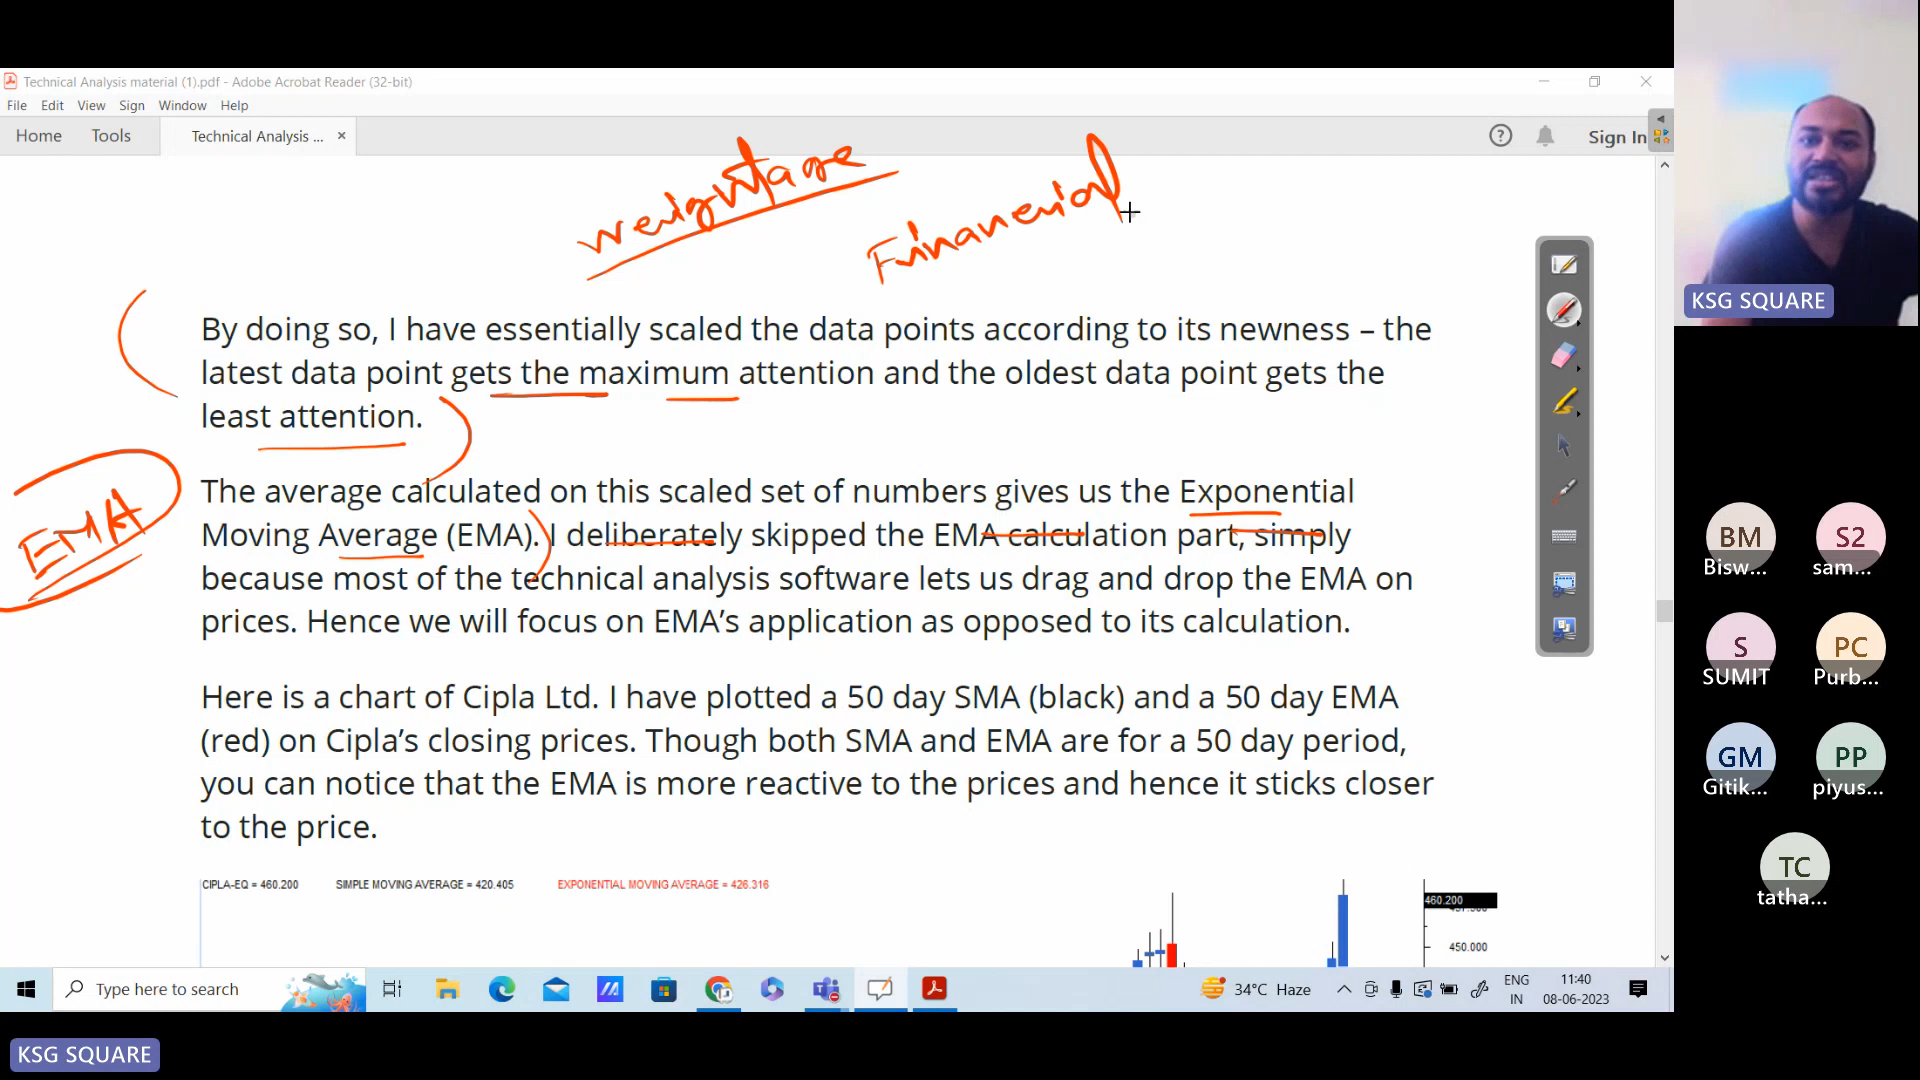 Technical Analysis material (1).pdf - Adobe Acrobat Reader (32-bit)
File Edit View Sign Window Help
Home Tools Technical Analysis ... × Sign In
weightage
Financial
By doing so, I have essentially scaled the data points according to its newness – the
latest data point gets the maximum attention and the oldest data point gets the
least attention.
EMA
The average calculated on this scaled set of numbers gives us the Exponential
Moving Average (EMA). I deliberately skipped the EMA calculation part, simply
because most of the technical analysis software lets us drag and drop the EMA on
prices. Hence we will focus on EMA’s application as opposed to its calculation.
Here is a chart of Cipla Ltd. I have plotted a 50 day SMA (black) and a 50 day EMA
(red) on Cipla’s closing prices. Though both SMA and EMA are for a 50 day period,
you can notice that the EMA is more reactive to the prices and hence it sticks closer
to the price.
CIPLA-EQ = 460.200 SIMPLE MOVING AVERAGE = 420.405 EXPONENTIAL MOVING AVERAGE = 426.316
460.200
450.000
Type here to search
34°C Haze
ENG
IN
11:40
08-06-2023
KSG SQUARE
BM
Bisw...
S2
sam...
S
SUMIT
PC
Purb...
GM
Gitik...
PP
piyus...
TC
tatha...
KSG SQUARE